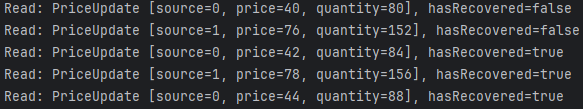 Read: PriceUpdate [source=0, price=40, quantity=80], hasRecovered=false
Read: PriceUpdate [source=1, price=76, quantity=152], hasRecovered=false
Read: PriceUpdate [source=0, price=42, quantity=84], hasRecovered=true
Read: PriceUpdate [source=1, price=78, quantity=156], hasRecovered=true
Read: PriceUpdate [source=0, price=44, quantity=88], hasRecovered=true